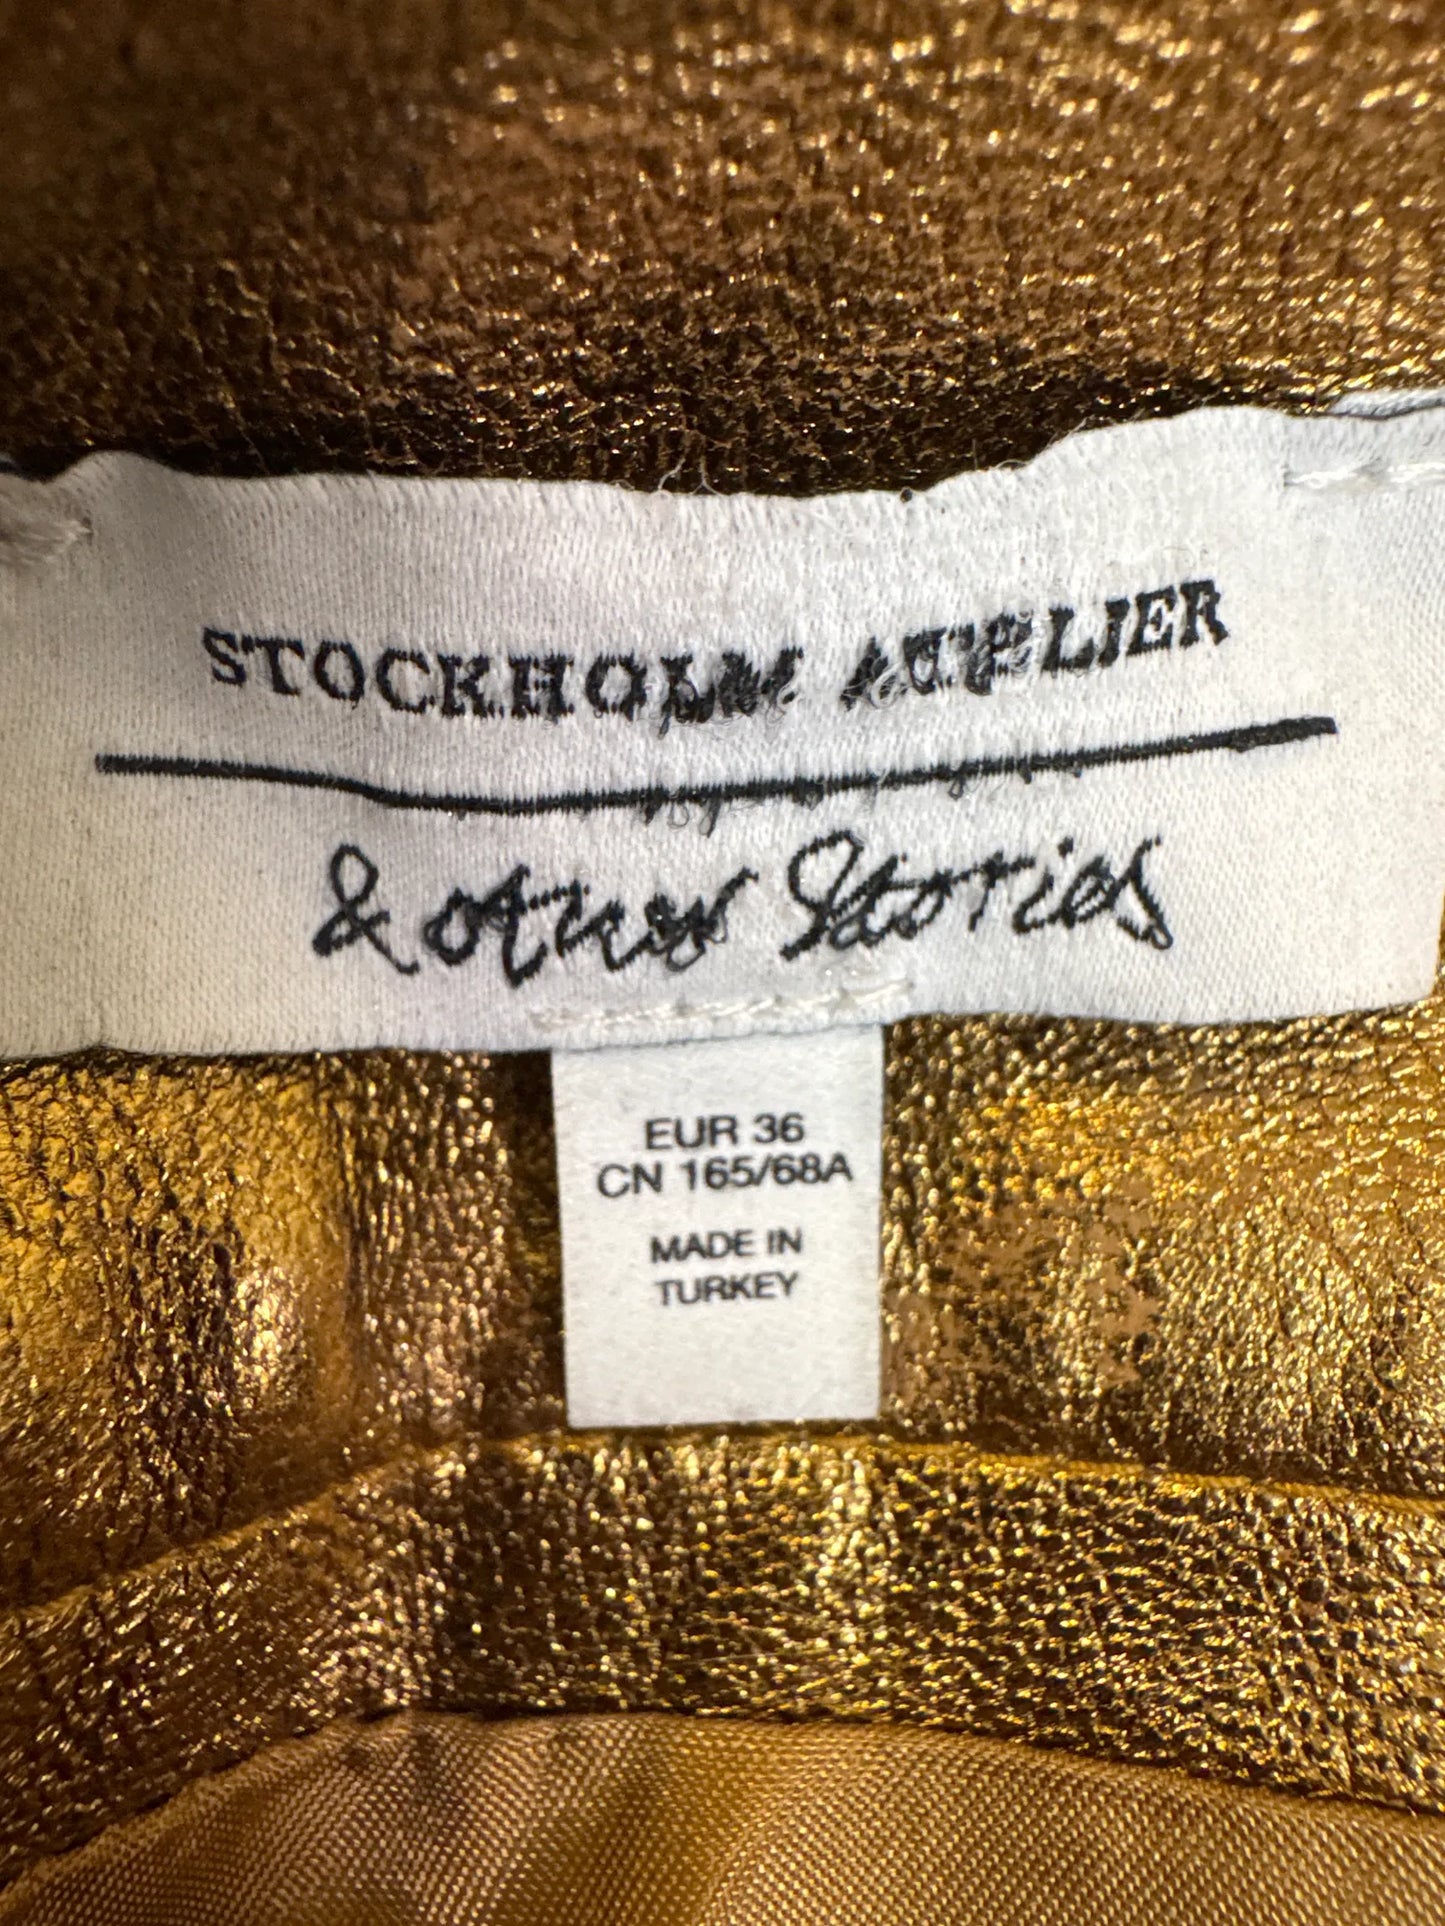 STOCKHOLM ATELIER
& other Stories
EUR 36
CN 165/68A
MADE IN
TURKEY